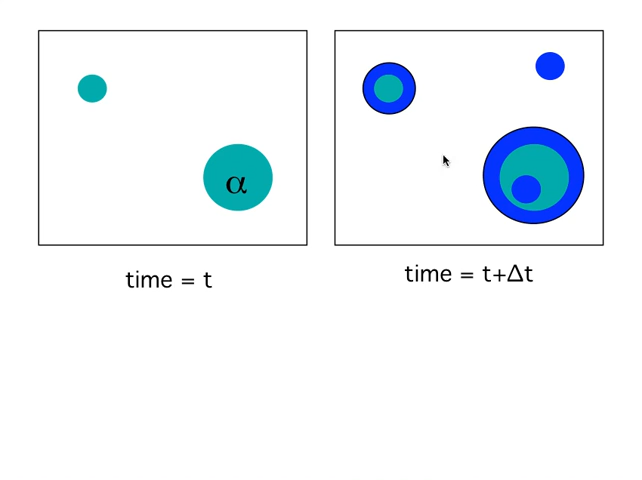 α
time = t
time = t+Δt